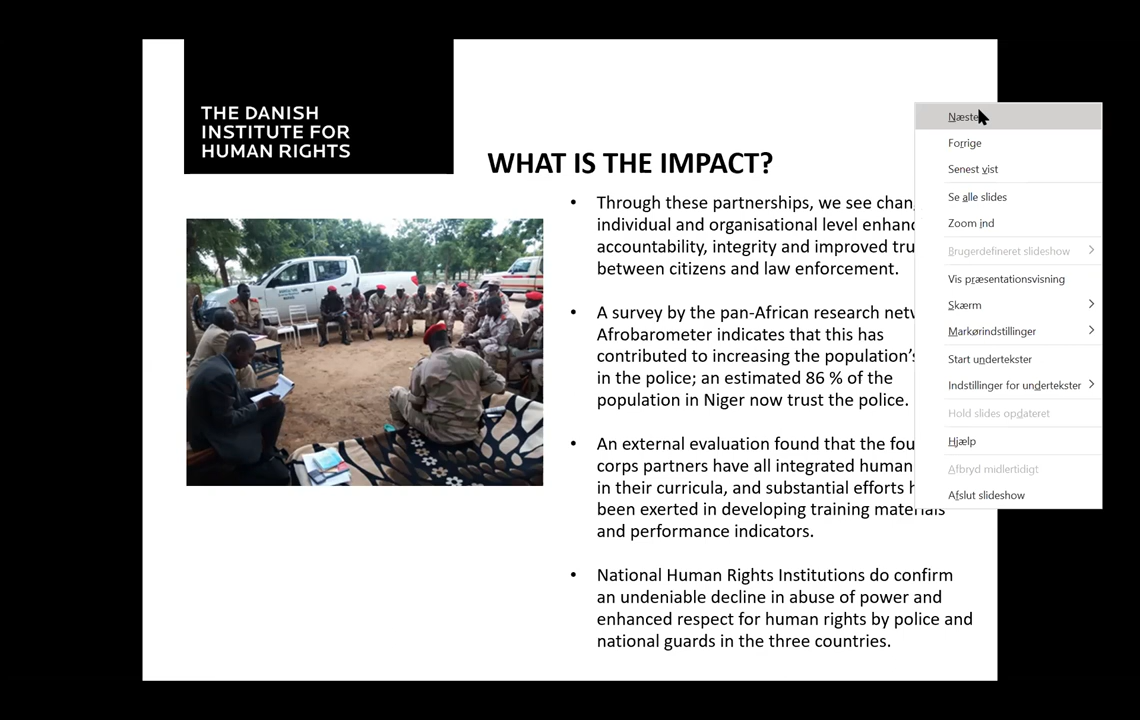 THE DANISH
INSTITUTE FOR
HUMAN RIGHTS
WHAT IS THE IMPACT?
• Through these partnerships, we see
individual and organisational level
accountability, integrity and improved
between citizens and law enforcement.
• A survey by the pan-African research
Afrobarometer indicates that this has
contributed to increasing the population's
in the police; an estimated 86 % of the
population in Niger now trust the police.
• An external evaluation found that the
corps partners have all integrated human
in their curricula, and substantial efforts
been exerted in developing training materials
and performance indicators.
• National Human Rights Institutions do confirm
an undeniable decline in abuse of power and
enhanced respect for human rights by police and
national guards in the three countries.
Næste
Forrige
Senest vist
Se alle slides
Zoom ind
Brugerdefineret slideshow
Vis præsentationsvisning
Skærm
Markørindstillinger
Start undertekster
Indstillinger for undertekster
Hold slides opdateret
Hjælp
Afbryd midlertidigt
Afslut slideshow